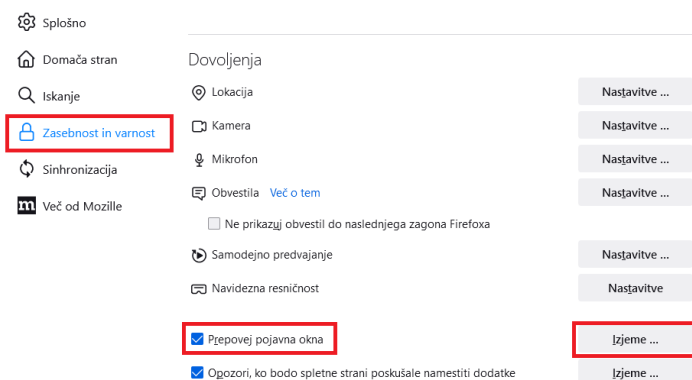 Splošno
Domača stran
Iskanje
Zasebnost in varnost
Sinhronizacija
m Več od Mozille
Dovoljenja
Lokacija Nastavitve ...
Kamera Nastavitve ...
Mikrofon Nastavitve ...
Obvestila Več o tem Nastavitve ...
Ne prikazuj obvestil do naslednjega zagona Firefoxa
Samodejno predvajanje Nastavitve ...
Navidezna resničnost Nastavitve
Prepovej pojavna okna Izjeme ...
Opozori, ko bodo spletne strani poskušale namestiti dodatke Izjeme ...